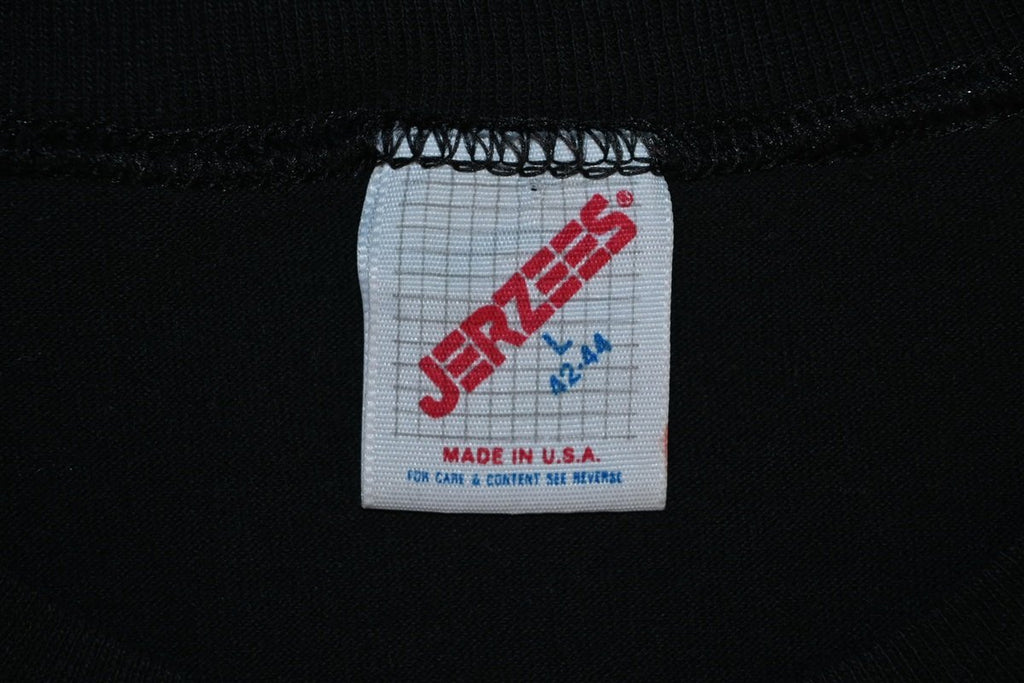 JERZEES®
L
42-44
MADE IN U.S.A.
FOR CARE & CONTENT SEE REVERSE